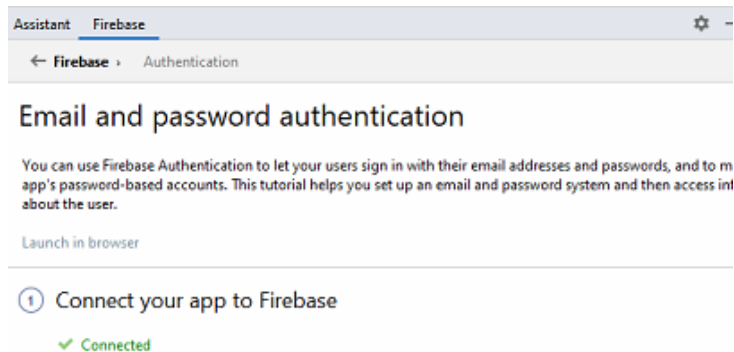 Assistant Firebase
← Firebase › Authentication
Email and password authentication
You can use Firebase Authentication to let your users sign in with their email addresses and passwords, and to
app's password-based accounts. This tutorial helps you set up an email and password system and then access
about the user.
Launch in browser
1 Connect your app to Firebase
✔ Connected